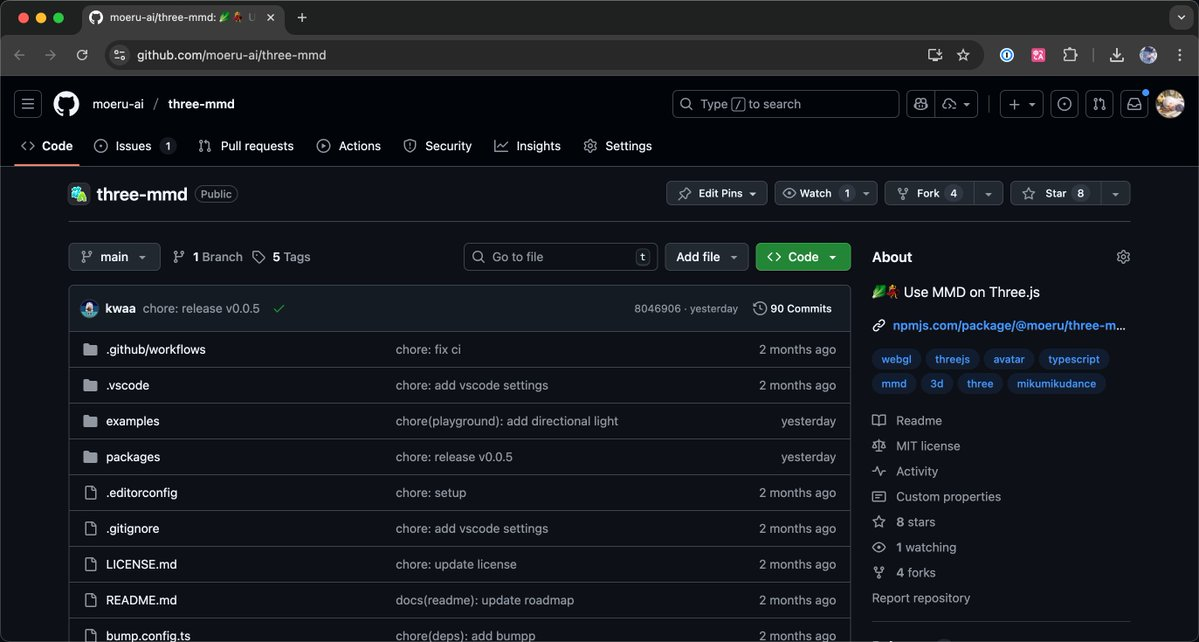 moeru-ai/three-mmd: 🥬💃 U
github.com/moeru-ai/three-mmd
moeru-ai / three-mmd
Type / to search
Code Issues 1 Pull requests Actions Security Insights Settings
three-mmd Public
Edit Pins Watch 1 Fork 4 Star 8
main 1 Branch 5 Tags
Go to file t Add file Code
kwaa chore: release v0.0.5 8046906 · yesterday 90 Commits
.github/workflows chore: fix ci 2 months ago
.vscode chore: add vscode settings 2 months ago
examples chore(playground): add directional light yesterday
packages chore: release v0.0.5 yesterday
.editorconfig chore: setup 2 months ago
.gitignore chore: add vscode settings 2 months ago
LICENSE.md chore: update license 2 months ago
README.md docs(readme): update roadmap 2 months ago
bump.config.ts chore(deps): add bumpp 2 months ago
About
🥬💃 Use MMD on Three.js
npmjs.com/package/@moeru/three-m...
webgl threejs avatar typescript
mmd 3d three mikumikudance
Readme
MIT license
Activity
Custom properties
8 stars
1 watching
4 forks
Report repository